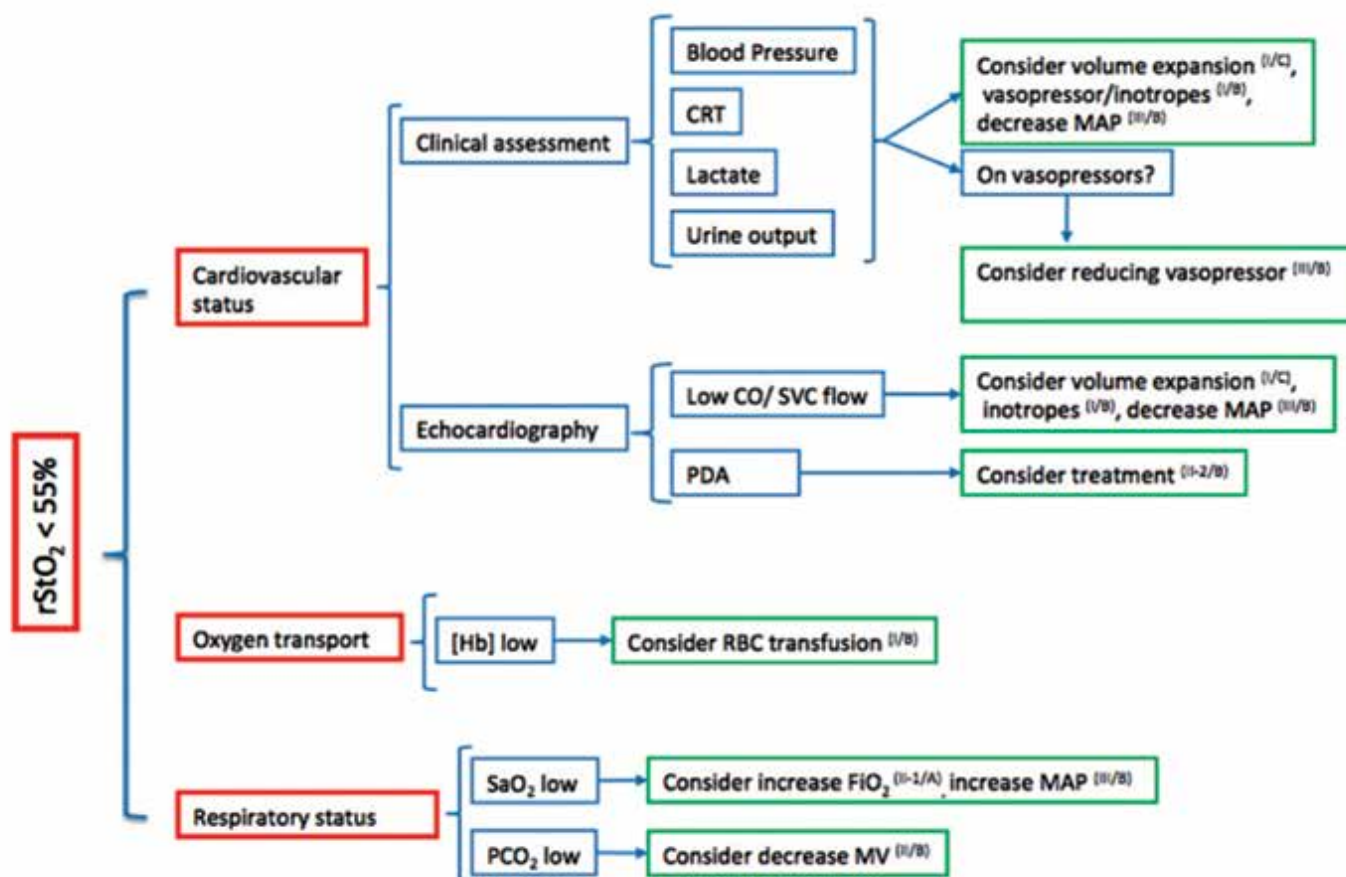 rStO₂ < 55%
Cardiovascular
status
Clinical assessment
Blood Pressure
CRT
Lactate
Urine output
Consider volume expansion (I/C),
vasopressor/inotropes (I/B),
decrease MAP (III/B)
On vasopressors?
Consider reducing vasopressor (III/B)
Echocardiography
Low CO/ SVC flow
Consider volume expansion (I/C),
inotropes (I/B), decrease MAP (III/B)
PDA
Consider treatment (II-2/B)
Oxygen transport
[Hb] low
Consider RBC transfusion (I/B)
Respiratory status
SaO₂ low
Consider increase FiO₂ (II-1/A), increase MAP (III/B)
PCO₂ low
Consider decrease MV (II/B)